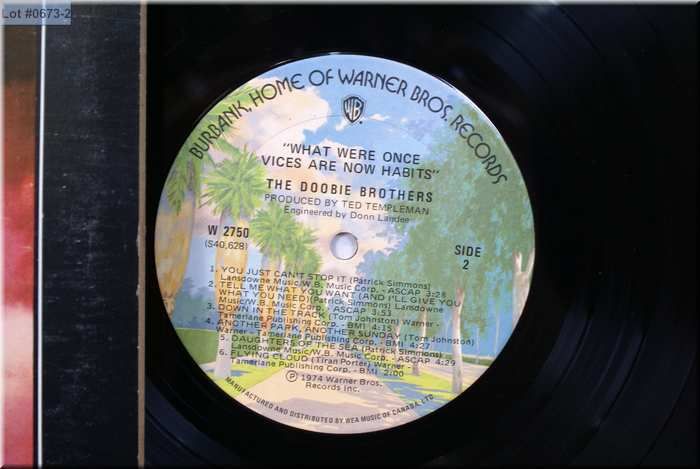 Lot #0673-2
BURBANK, HOME OF WARNER BROS. RECORDS
WB
"WHAT WERE ONCE
VICES ARE NOW HABITS"
THE DOOBIE BROTHERS
PRODUCED BY TED TEMPLEMAN
Engineered by Donn Landee
W 2750
(S40,628)
SIDE
2
1. YOU JUST CAN'T STOP IT (Patrick Simmons)
Lansdowne Music/W.B. Music Corp. - ASCAP 3:28
2. TELL ME WHAT YOU WANT (AND I'LL GIVE YOU
WHAT YOU NEED)(Patrick Simmons) Lansdowne
Music/W.B. Music Corp. - ASCAP 3:53
3. DOWN IN THE TRACK (Tom Johnston) Warner -
Tamerlane Publishing Corp. - BMI 4:15
4. ANOTHER PARK, ANOTHER SUNDAY (Tom Johnston)
Warner - Tamerlane Publishing Corp. - BMI 4:27
5. DAUGHTERS OF THE SEA (Patrick Simmons)
Lansdowne Music/W.B. Music Corp. - ASCAP 4:29
6. FLYING CLOUD (Tiran Porter) Warner -
Tamerlane Publishing Corp. - BMI 2:00
℗ 1974 Warner Bros.
Records Inc.
MANUFACTURED AND DISTRIBUTED BY WEA MUSIC OF CANADA, LTD.